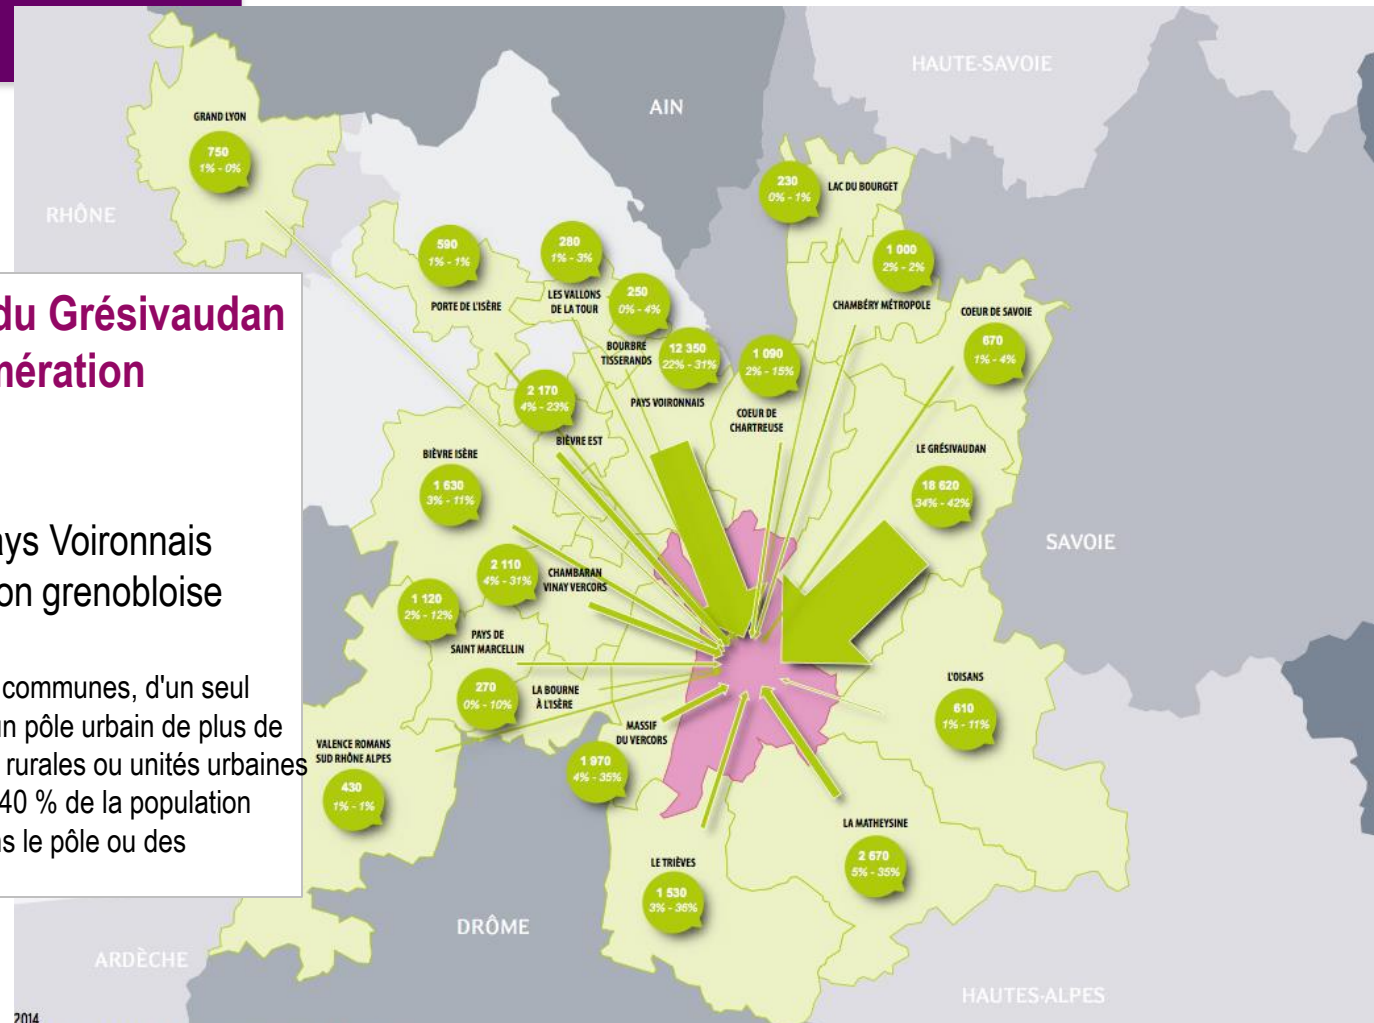 HAUTE-SAVOIE
AIN
GRAND LYON
750
1% - 0%
RHÔNE
230
0% - 1%
LAC DU BOURGET
590
1% - 1%
PORTE DE L'ISÈRE
280
1% - 3%
LES VALLONS
DE LA TOUR
1 000
2% - 2%
CHAMBÉRY MÉTROPOLE
250
0% - 4%
BOURBRE
TISSERANDS
COEUR DE SAVOIE
670
1% - 4%
du Grésivaudan
mération
12 350
22% - 31%
PAYS VOIRONNAIS
1 090
2% - 15%
COEUR DE
CHARTREUSE
2 170
4% - 23%
BIÈVRE EST
BIÈVRE ISÈRE
1 630
3% - 11%
LE GRÉSIVAUDAN
18 620
34% - 42%
ays Voironnais
on grenobloise
SAVOIE
2 110
4% - 31%
CHAMBARAN
VINAY VERCORS
1 120
2% - 12%
PAYS DE
SAINT MARCELLIN
communes, d'un seul
un pôle urbain de plus de
rurales ou unités urbaines
40 % de la population
ns le pôle ou des
270
0% - 10%
LA BOURNE
À L'ISÈRE
L'OISANS
610
1% - 11%
MASSIF
DU VERCORS
1 970
4% - 35%
VALENCE ROMANS
SUD RHÔNE ALPES
430
1% - 1%
LA MATHEYSINE
2 670
5% - 35%
LE TRIÈVES
1 530
3% - 36%
DRÔME
ARDÈCHE
HAUTES-ALPES
2014